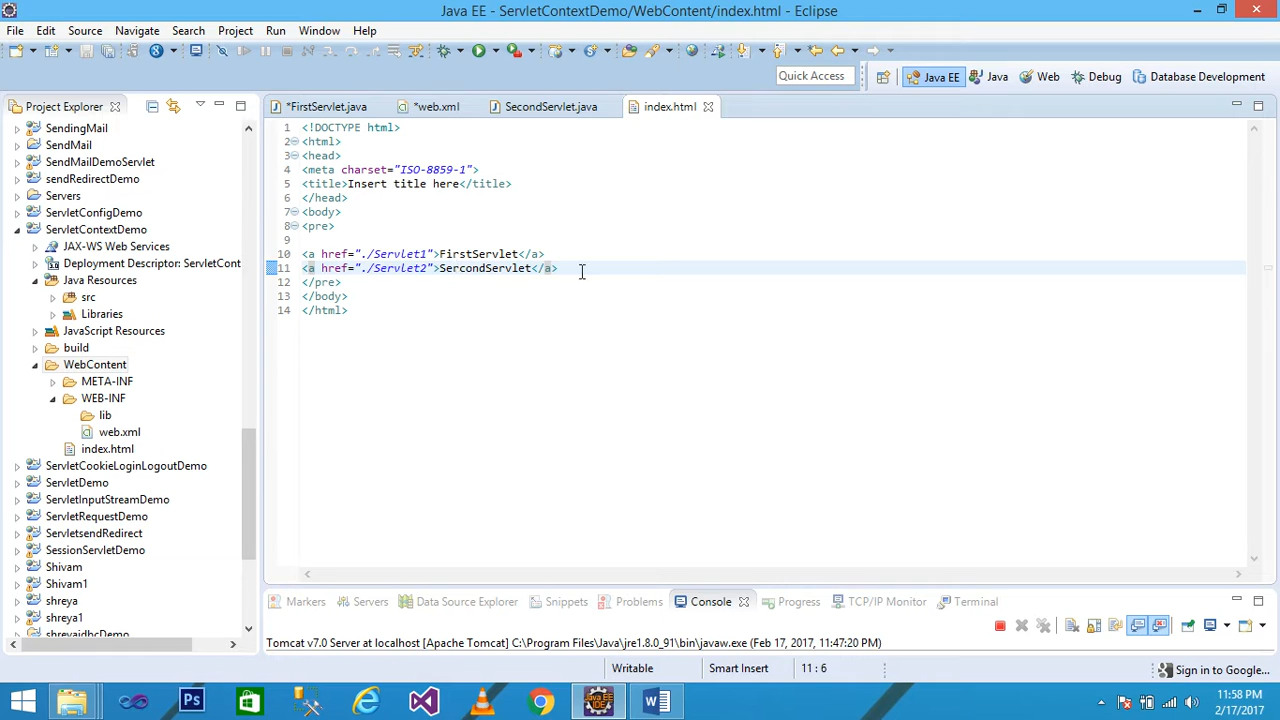 Java EE - ServletContextDemo/WebContent/index.html - Eclipse
File Edit Source Navigate Search Project Run Window Help
Quick Access Java EE Java Web Debug Database Development
Project Explorer
*FirstServlet.java *web.xml SecondServlet.java index.html
SendingMail
SendMail
SendMailDemoServlet
sendRedirectDemo
Servers
ServletConfigDemo
ServletContextDemo
JAX-WS Web Services
Deployment Descriptor: ServletCont
Java Resources
src
Libraries
JavaScript Resources
build
WebContent
META-INF
WEB-INF
lib
web.xml
index.html
ServletCookieLoginLogoutDemo
ServletDemo
ServletInputStreamDemo
ServletRequestDemo
ServletsendRedirect
SessionServletDemo
Shivam
Shivam1
shreya
shreya1
shreyajdbcDemo
1 <!DOCTYPE html>
2 <html>
3 <head>
4 <meta charset="ISO-8859-1">
5 <title>Insert title here</title>
6 </head>
7 <body>
8 <pre>
9
10 <a href="./Servlet1">FirstServlet</a>
11 <a href="./Servlet2">SercondServlet</a>
12 </pre>
13 </body>
14 </html>
Markers Servers Data Source Explorer Snippets Problems Console Progress TCP/IP Monitor Terminal
Tomcat v7.0 Server at localhost [Apache Tomcat] C:\Program Files\Java\jre1.8.0_91\bin\javaw.exe (Feb 17, 2017, 11:47:20 PM)
Writable Smart Insert 11 : 6 Sign in to Google...
Ps Java EE IDE 11:58 PM
2/17/2017